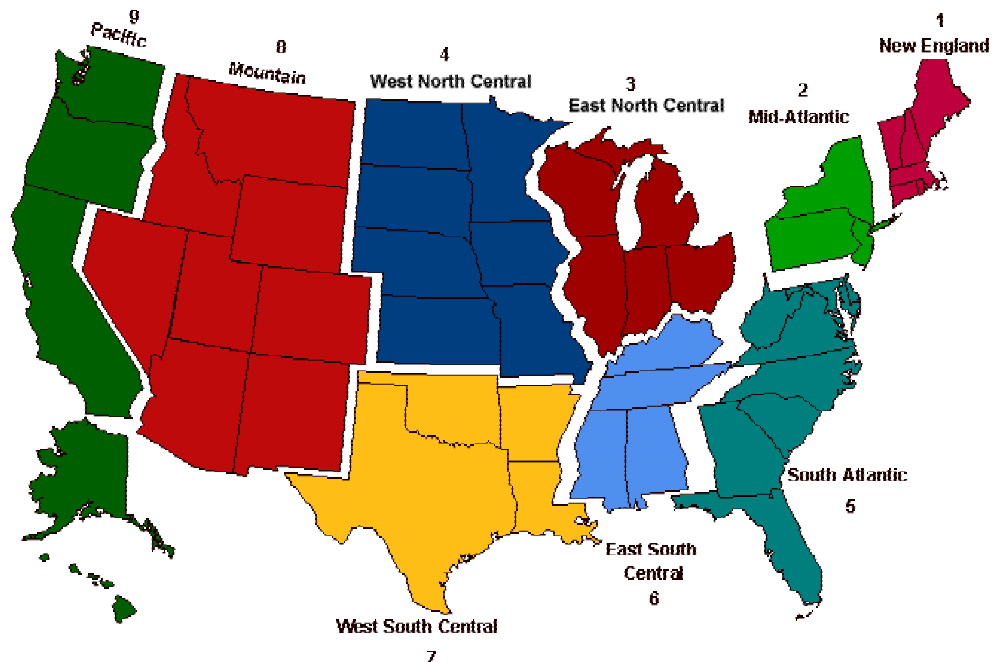 9
Pacific
8
Mountain
4
West North Central
3
East North Central
2
Mid-Atlantic
1
New England
South Atlantic
5
East South
Central
6
West South Central
7